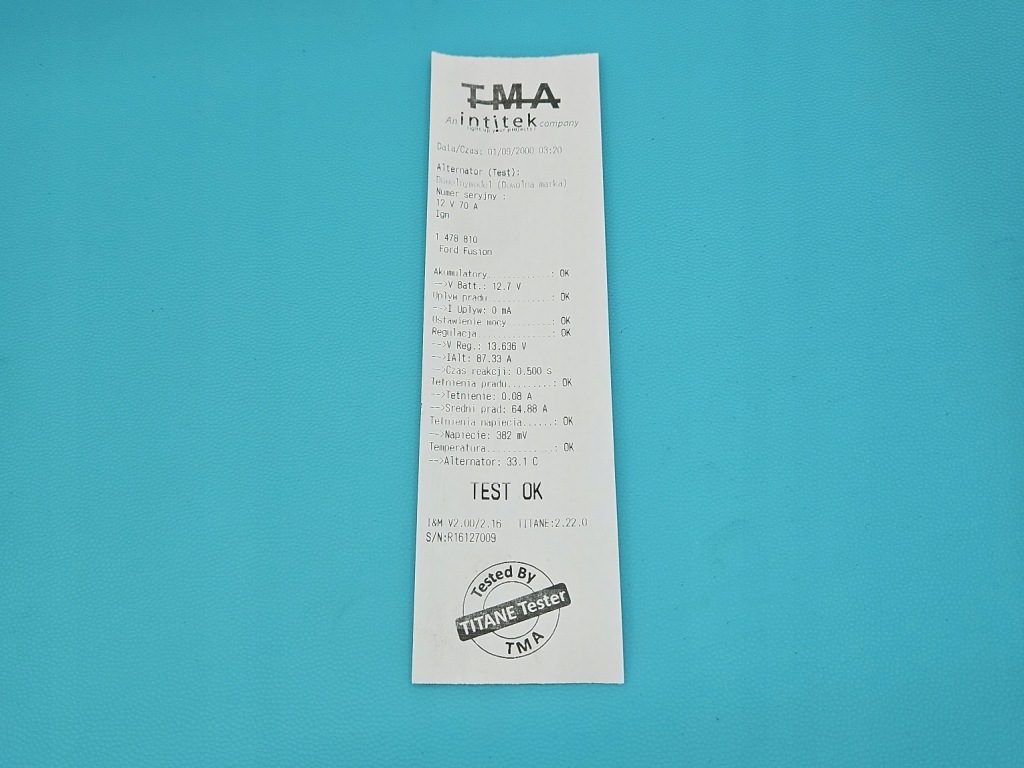 TMA
An intitek company
light up your projects!
Data/Czas: 01/09/2000 03:20
Alternator (Test):
Dowolnymodel (Dowolna marka)
Numer seryjny :
12 V 70 A
Ign
1 478 810
Ford Fusion
Akumulatory............: OK
-->V Batt.: 12.7 V
Uplyw pradu............: OK
-->I Uplyw: 0 mA
Ustawienie mocy........: OK
Regulacja..............: OK
-->V Reg.: 13.636 V
-->IAlt: 87.33 A
-->Czas reakcji: 0.500 s
Tetnienia pradu.........: OK
-->Tetnienie: 0.08 A
-->Sredni prad: 64.88 A
Tetnienia napiecia......: OK
-->Napiecie: 382 mV
Temperatura.............: OK
-->Alternator: 33.1 C
TEST OK
I&M V2.00/2.16 TITANE:2.22.0
S/N:R16127009
Tested By
TITANE Tester
TMA